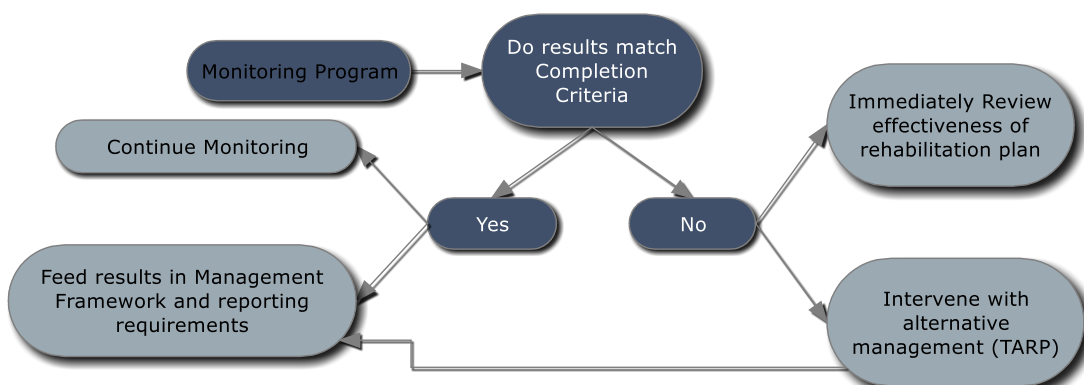 Monitoring Program
Do results match
Completion
Criteria
Immediately Review
effectiveness of
rehabilitation plan
Continue Monitoring
Yes
No
Feed results in Management
Framework and reporting
requirements
Intervene with
alternative
management (TARP)